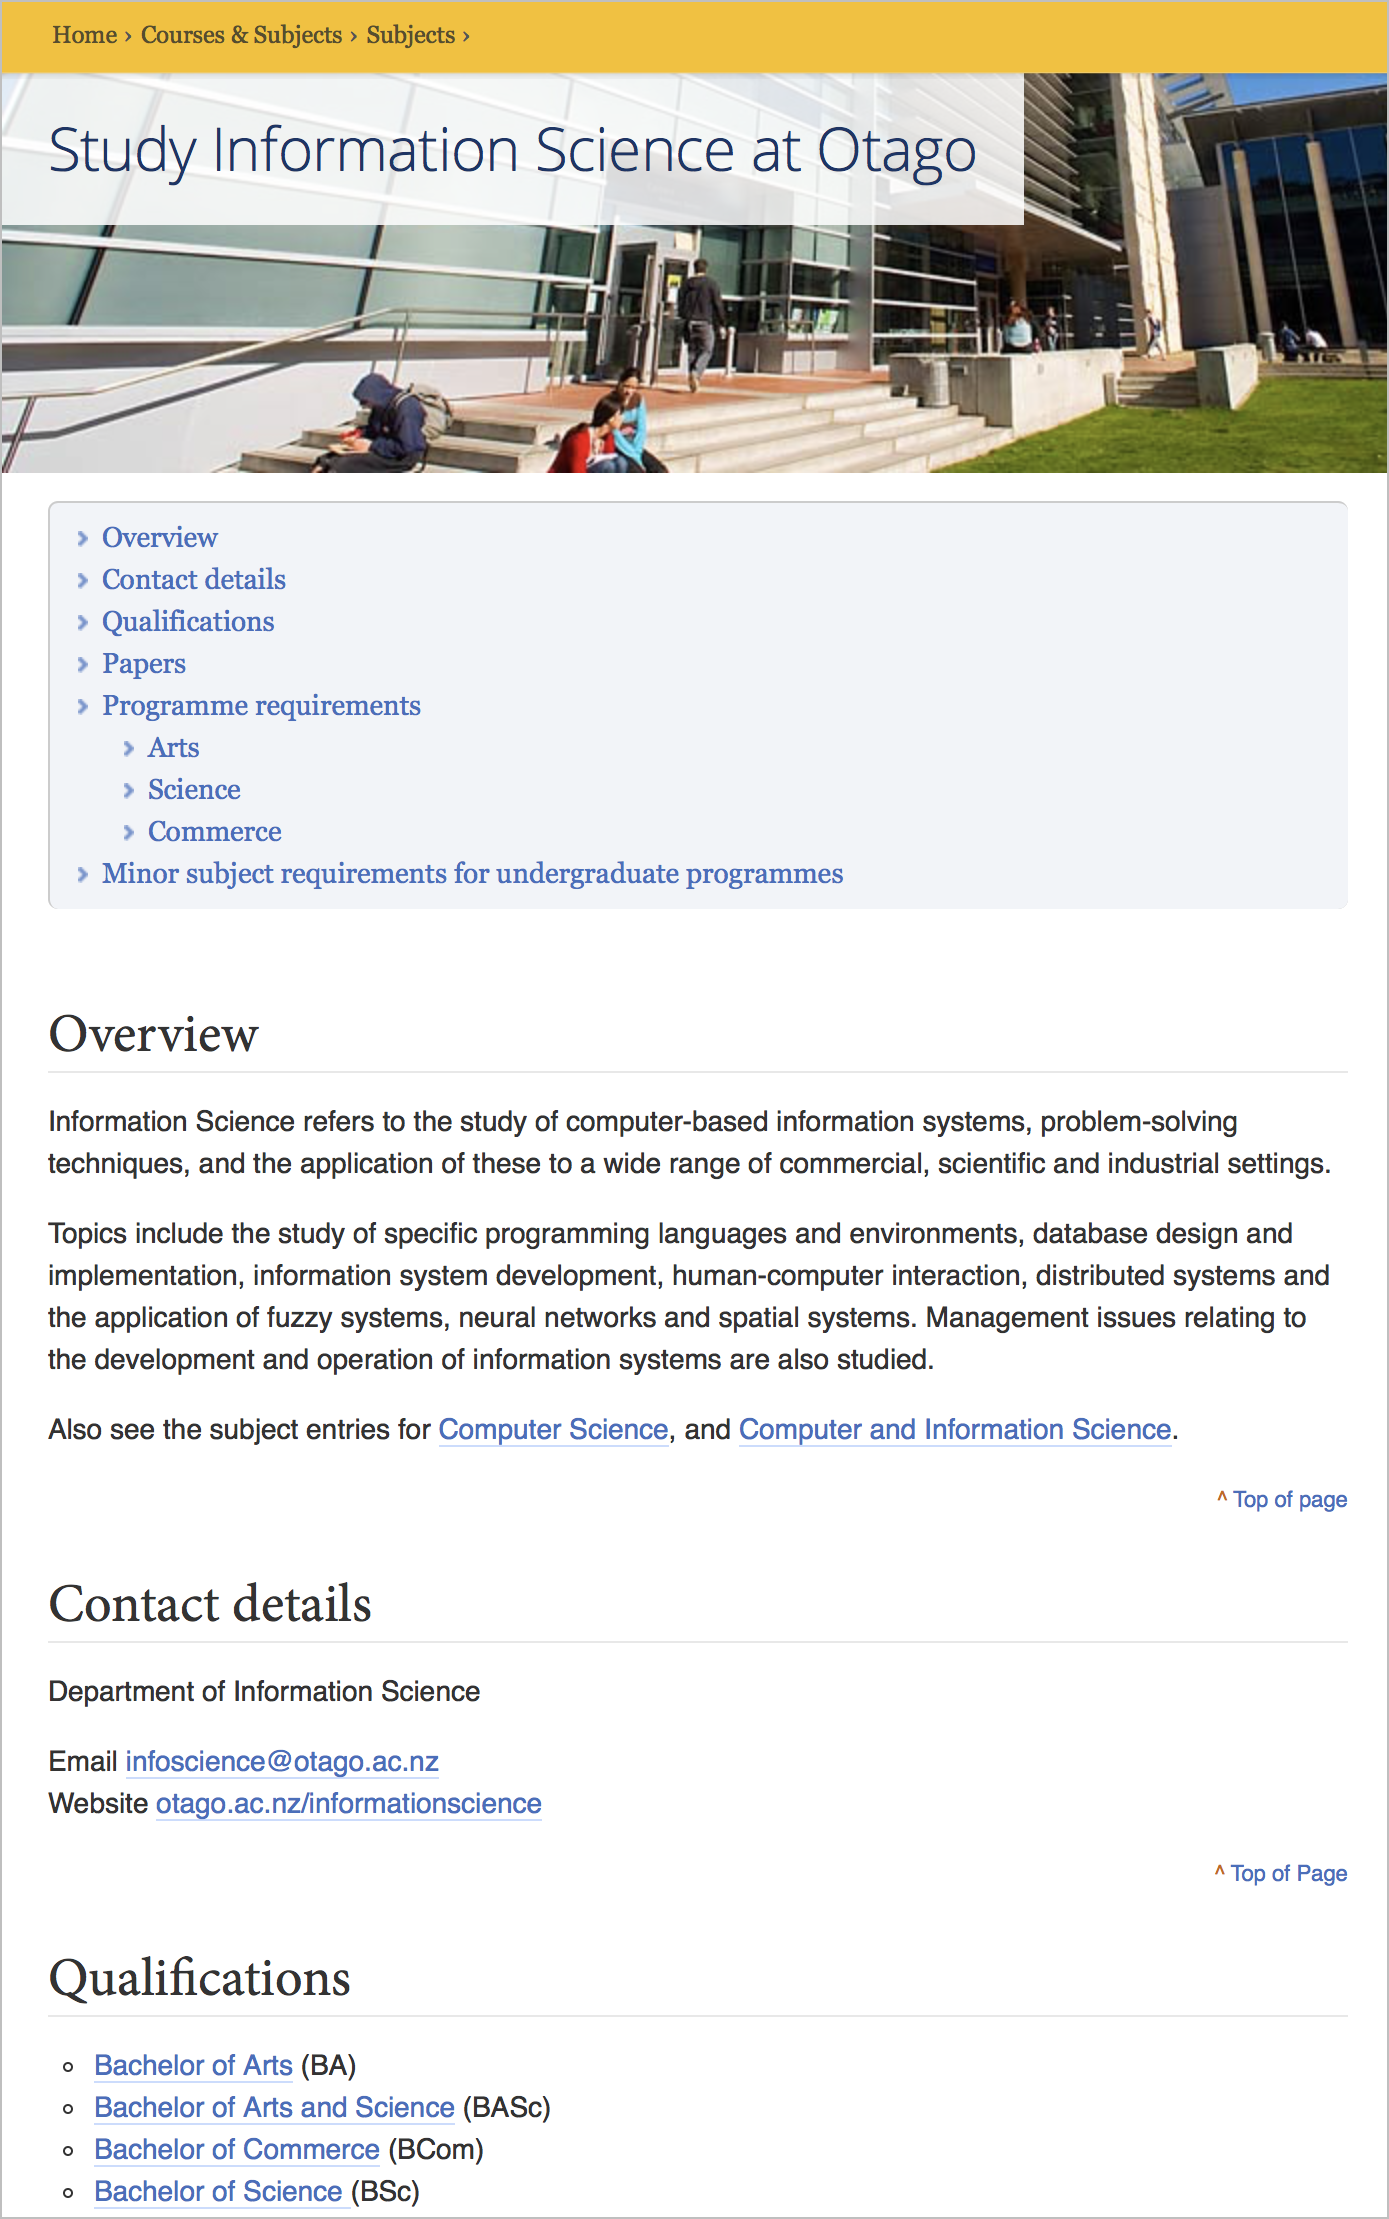 Home › Courses & Subjects › Subjects ›
Study Information Science at Otago
Overview
Contact details
Qualifications
Papers
Programme requirements
Arts
Science
Commerce
Minor subject requirements for undergraduate programmes
Overview
Information Science refers to the study of computer-based information systems, problem-solving
techniques, and the application of these to a wide range of commercial, scientific and industrial settings.
Topics include the study of specific programming languages and environments, database design and
implementation, information system development, human-computer interaction, distributed systems and
the application of fuzzy systems, neural networks and spatial systems. Management issues relating to
the development and operation of information systems are also studied.
Also see the subject entries for Computer Science, and Computer and Information Science.
^ Top of page
Contact details
Department of Information Science
Email infoscience@otago.ac.nz
Website otago.ac.nz/informationscience
^ Top of Page
Qualifications
Bachelor of Arts (BA)
Bachelor of Arts and Science (BASc)
Bachelor of Commerce (BCom)
Bachelor of Science (BSc)